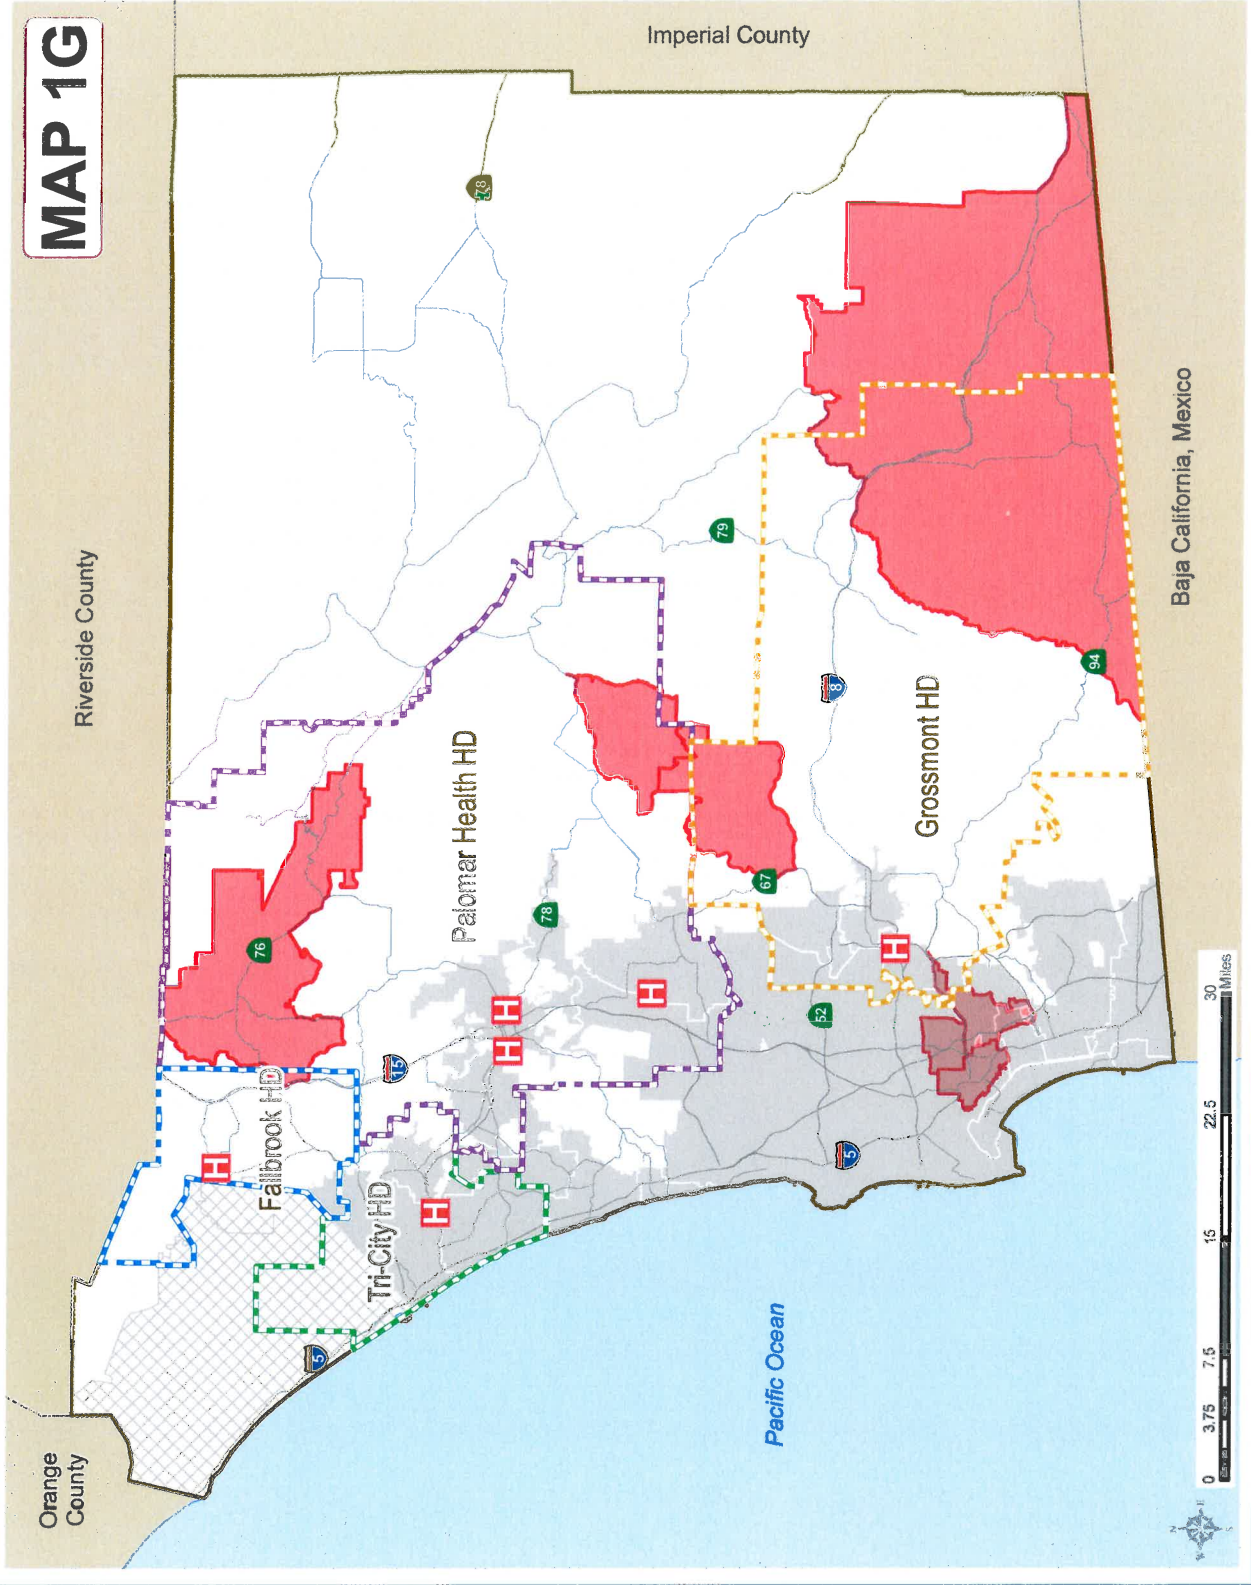 MAP 1G
Orange
County
Riverside County
Imperial County
5
Fallbrook HD
H
76
15
Tri-City HD
H
Palomar Health HD
78
H
H
78
H
79
67
5
52
H
Grossmont HD
8
94
Pacific Ocean
Baja California, Mexico
N
E
S
W
0 3.75 7.5 15 22.5 30
Miles